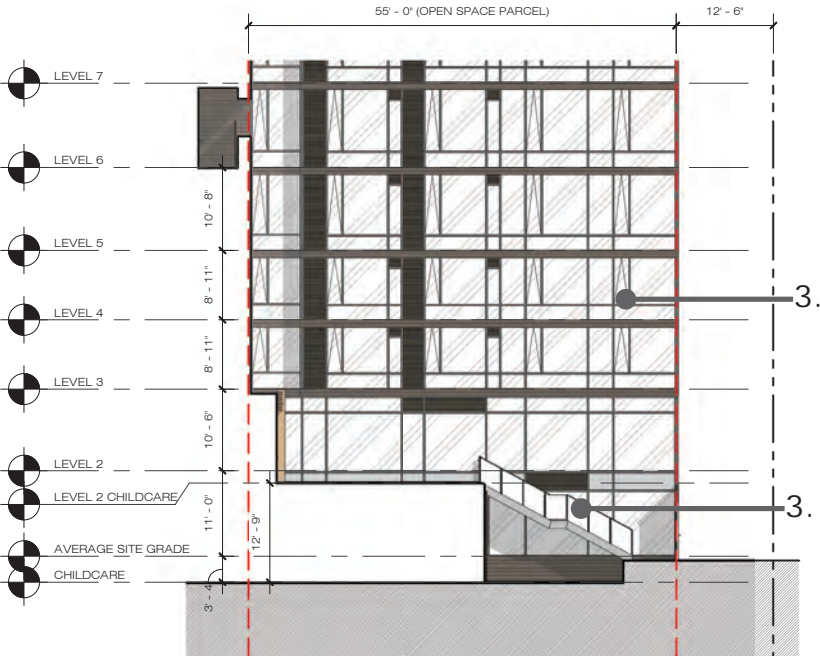 55' - 0" (OPEN SPACE PARCEL)
12' - 6"
LEVEL 7
LEVEL 6
10' - 8"
LEVEL 5
8' - 11"
3.
LEVEL 4
8' - 11"
LEVEL 3
10' - 6"
LEVEL 2
LEVEL 2 CHILDCARE
3.
11' - 0"
12' - 9"
AVERAGE SITE GRADE
CHILDCARE
3' - 4